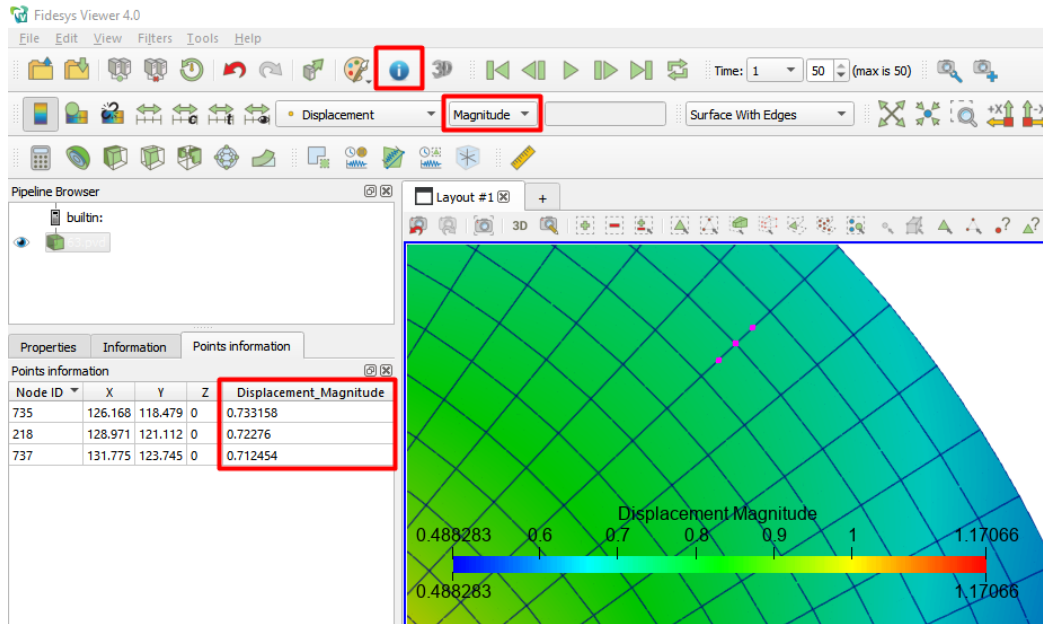 Fidesys Viewer 4.0
File Edit View Filters Tools Help
3D Time: 1 50 (max is 50)
Displacement Magnitude Surface With Edges
Pipeline Browser
builtin:
Layout #1 +
3D
Properties Information Points information
Points information
Node ID X Y Z Displacement_Magnitude
735 126.168 118.479 0 0.733158
218 128.971 121.112 0 0.72276
737 131.775 123.745 0 0.712454
Displacement Magnitude
0.488283 0.6 0.7 0.8 0.9 1 1.17066
0.488283 1.17066